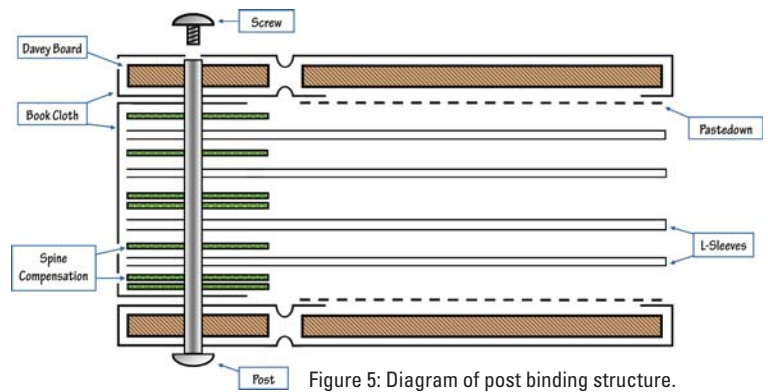 Screw
Davey Board
Book Cloth
Pastedown
Spine
Compensation
L-Sleeves
Post
Figure 5: Diagram of post binding structure.